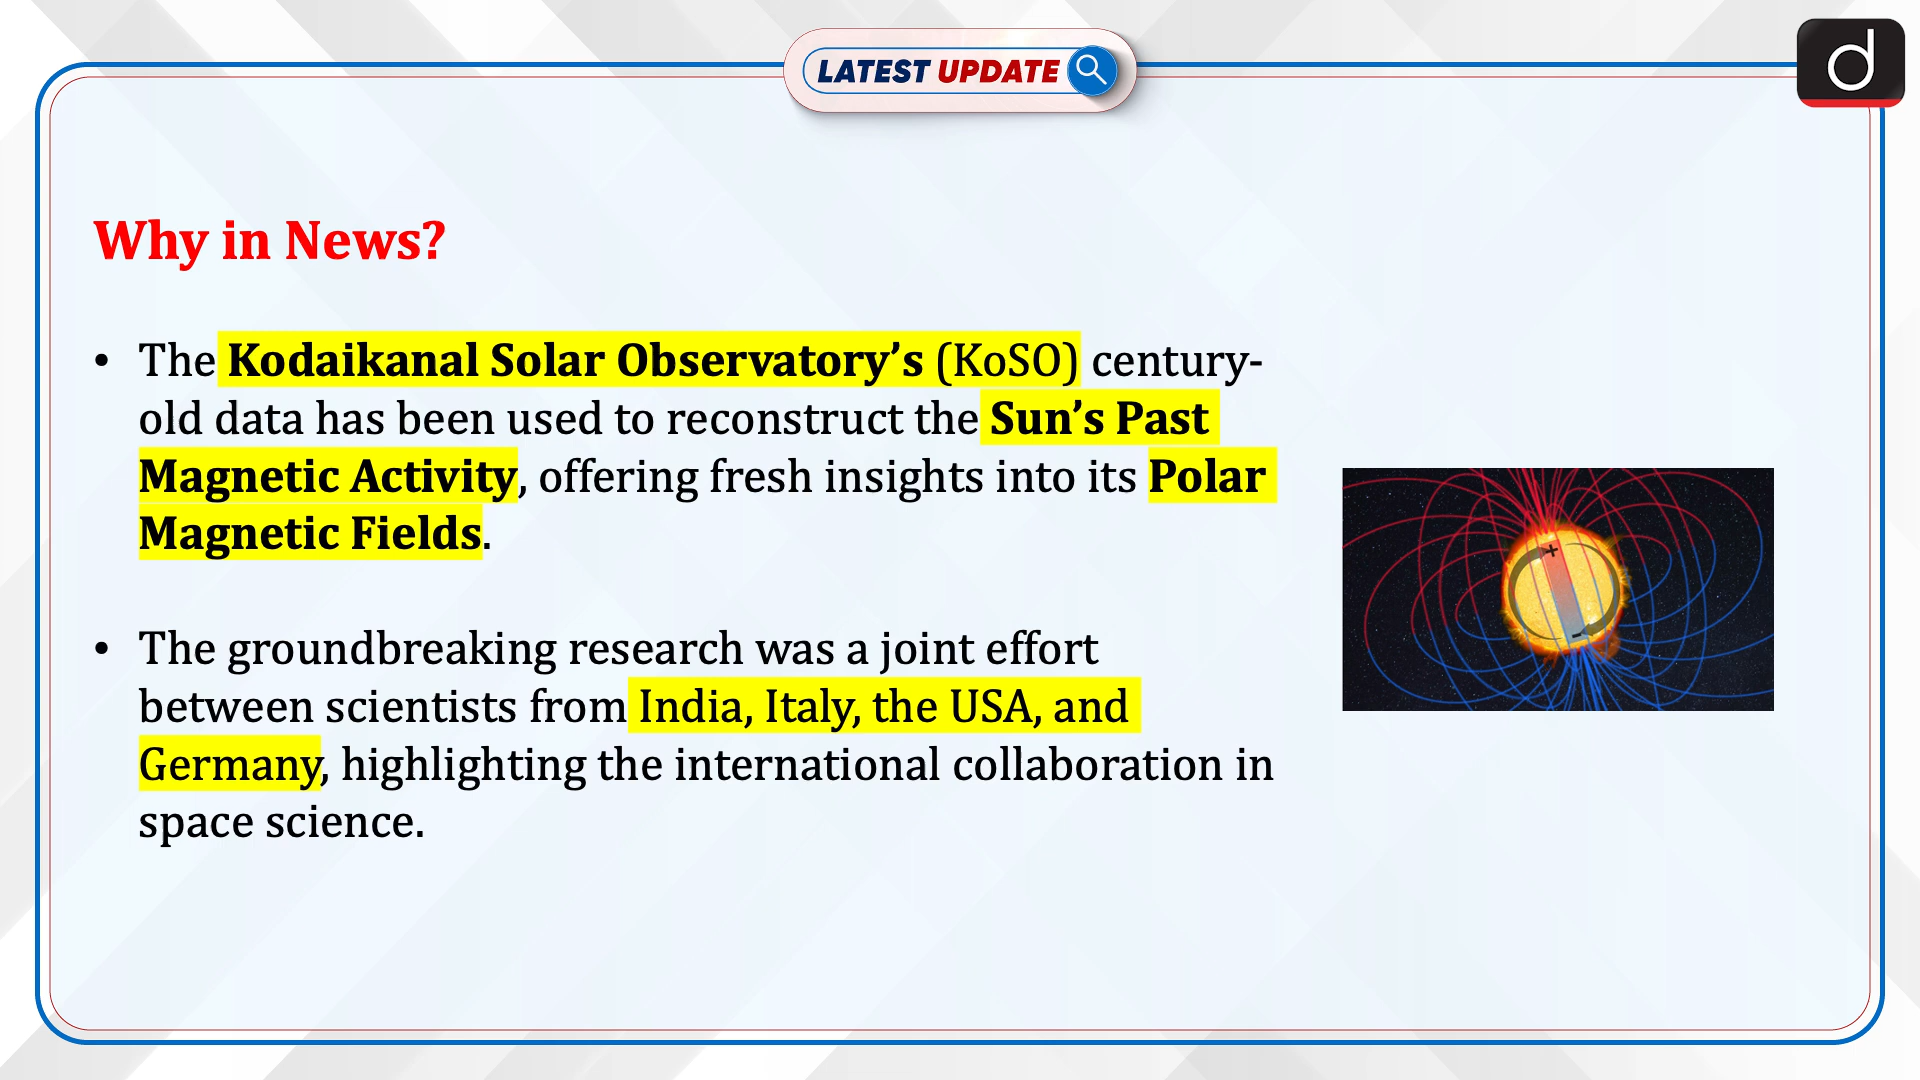 LATEST UPDATE
d
Why in News?
• The Kodaikanal Solar Observatory’s (KoSO) century-
old data has been used to reconstruct the Sun’s Past
Magnetic Activity, offering fresh insights into its Polar
Magnetic Fields.
• The groundbreaking research was a joint effort
between scientists from India, Italy, the USA, and
Germany, highlighting the international collaboration in
space science.
+
-